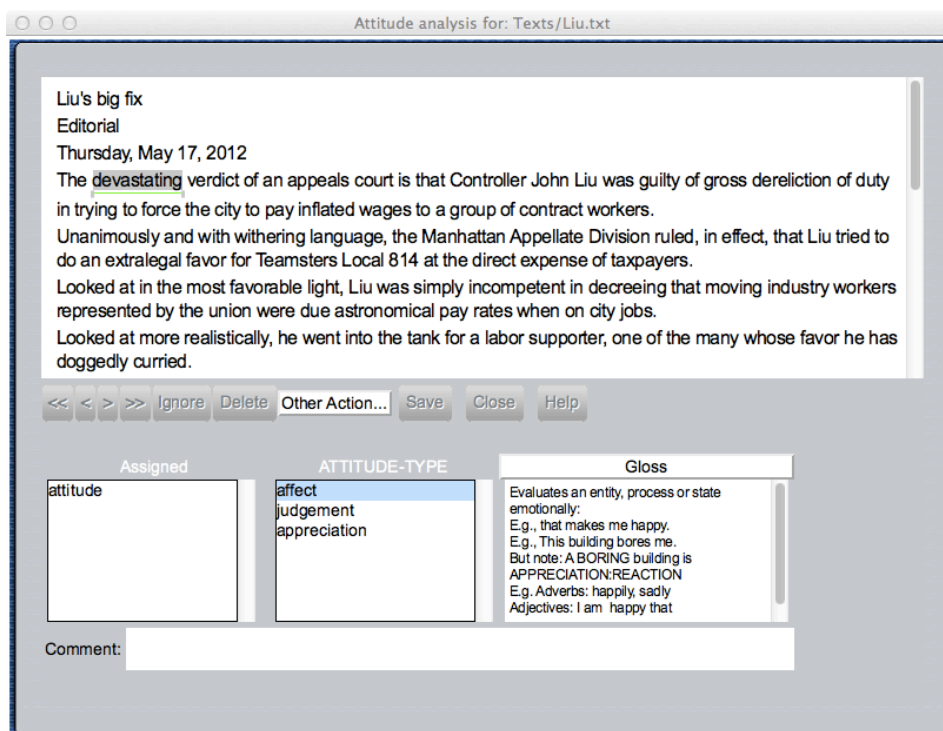 Attitude analysis for: Texts/Liu.txt
Liu's big fix
Editorial
Thursday, May 17, 2012
The devastating verdict of an appeals court is that Controller John Liu was guilty of gross dereliction of duty
in trying to force the city to pay inflated wages to a group of contract workers.
Unanimously and with withering language, the Manhattan Appellate Division ruled, in effect, that Liu tried to
do an extralegal favor for Teamsters Local 814 at the direct expense of taxpayers.
Looked at in the most favorable light, Liu was simply incompetent in decreeing that moving industry workers
represented by the union were due astronomical pay rates when on city jobs.
Looked at more realistically, he went into the tank for a labor supporter, one of the many whose favor he has
doggedly curried.
<< < > >> Ignore Delete Other Action... Save Close Help
Assigned
attitude
ATTITUDE-TYPE
affect
judgement
appreciation
Gloss
Evaluates an entity, process or state
emotionally:
E.g., that makes me happy.
E.g., This building bores me.
But note: A BORING building is
APPRECIATION:REACTION
E.g. Adverbs: happily, sadly
Adjectives: I am happy that
Comment: